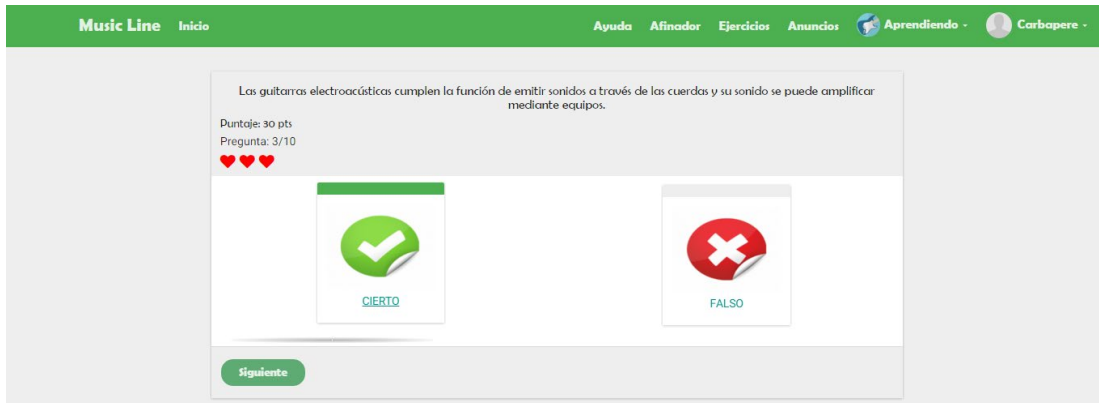 Music Line Inicio Ayuda Afinador Ejercicios Anuncios Aprendiendo Carbapere
Las guitarras electroacústicas cumplen la función de emitir sonidos a través de las cuerdas y su sonido se puede amplificar
mediante equipos.
Puntaje: 30 pts
Pregunta: 3/10
CIERTO FALSO
Siguiente